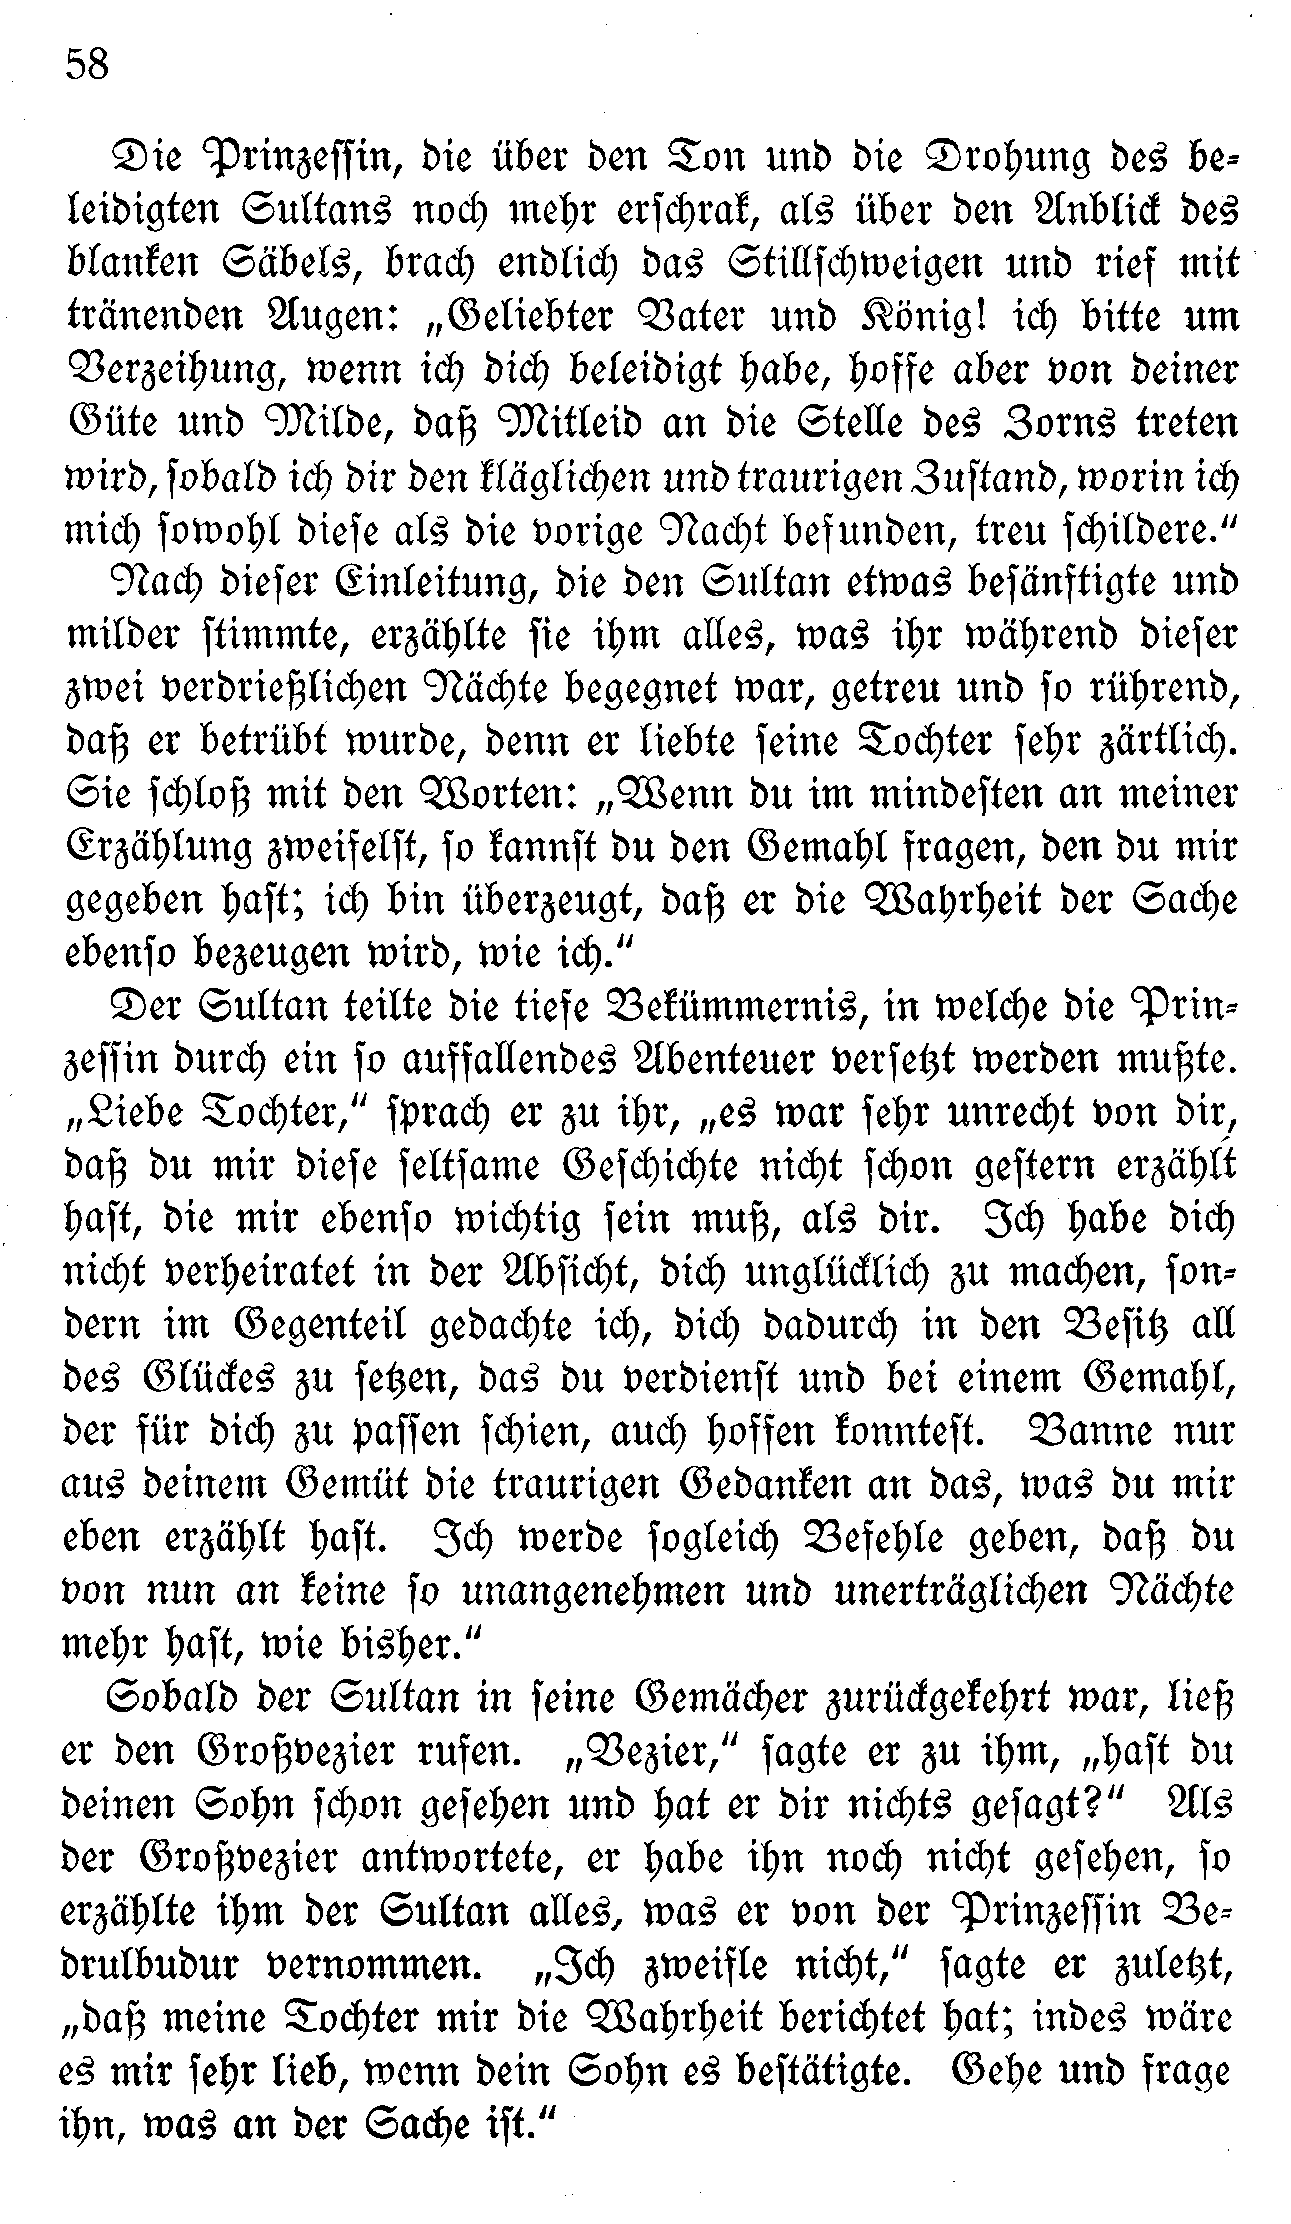 58
Die Prinzessin, die über den Ton und die Drohung des be-
leidigten Sultans noch mehr erschrak, als über den Anblick des
blanken Säbels, brach endlich das Stillschweigen und rief mit
tränenden Augen: „Geliebter Vater und König! ich bitte um
Verzeihung, wenn ich dich beleidigt habe, hoffe aber von deiner
Güte und Milde, daß Mitleid an die Stelle des Zorns treten
wird, sobald ich dir den kläglichen und traurigen Zustand, worin ich
mich sowohl diese als die vorige Nacht befunden, treu schildere.“
Nach dieser Einleitung, die den Sultan etwas besänftigte und
milder stimmte, erzählte sie ihm alles, was ihr während dieser
zwei verdrießlichen Nächte begegnet war, getreu und so rührend,
daß er betrübt wurde, denn er liebte seine Tochter sehr zärtlich.
Sie schloß mit den Worten: „Wenn du im mindesten an meiner
Erzählung zweifelst, so kannst du den Gemahl fragen, den du mir
gegeben hast; ich bin überzeugt, daß er die Wahrheit der Sache
ebenso bezeugen wird, wie ich.“
Der Sultan teilte die tiefe Bekümmernis, in welche die Prin-
zessin durch ein so auffallendes Abenteuer versetzt werden mußte.
„Liebe Tochter,“ sprach er zu ihr, „es war sehr unrecht von dir,
daß du mir diese seltsame Geschichte nicht schon gestern erzählt
hast, die mir ebenso wichtig sein muß, als dir. Ich habe dich
nicht verheiratet in der Absicht, dich unglücklich zu machen, son-
dern im Gegenteil gedachte ich, dich dadurch in den Besitz all
des Glückes zu setzen, das du verdienst und bei einem Gemahl,
der für dich zu passen schien, auch hoffen konntest. Banne nur
aus deinem Gemüt die traurigen Gedanken an das, was du mir
eben erzählt hast. Ich werde sogleich Befehle geben, daß du
von nun an keine so unangenehmen und unerträglichen Nächte
mehr hast, wie bisher.“
Sobald der Sultan in seine Gemächer zurückgekehrt war, ließ
er den Großvezier rufen. „Vezier,“ sagte er zu ihm, „hast du
deinen Sohn schon gesehen und hat er dir nichts gesagt?“ Als
der Großvezier antwortete, er habe ihn noch nicht gesehen, so
erzählte ihm der Sultan alles, was er von der Prinzessin Be-
drulbudur vernommen. „Ich zweifle nicht,“ sagte er zuletzt,
„daß meine Tochter mir die Wahrheit berichtet hat; indes wäre
es mir sehr lieb, wenn dein Sohn es bestätigte. Gehe und frage
ihn, was an der Sache ist.“